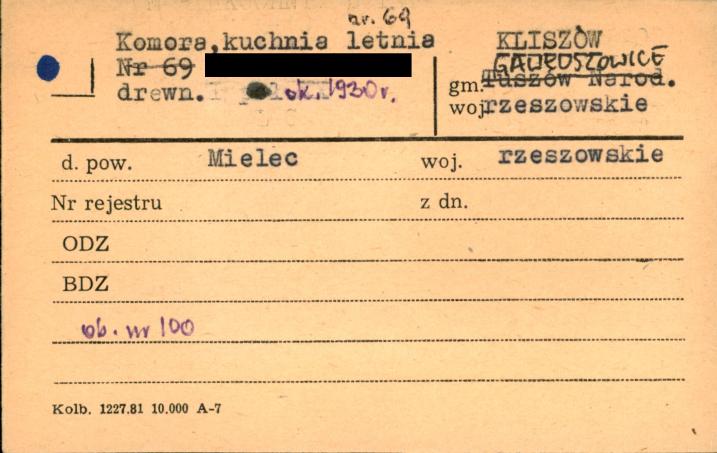 nr. 69
Komora,kuchnia letnia
Nr 69
drewn. ok. 1930 r.
KLISZÓW
GAWŁUSZOWICE
gm. Tuszów Narod.
woj. rzeszowskie
d. pow. Mielec woj. rzeszowskie
Nr rejestru z dn.
ODZ
BDZ
ob. nr 100
Kolb. 1227.81 10.000 A-7